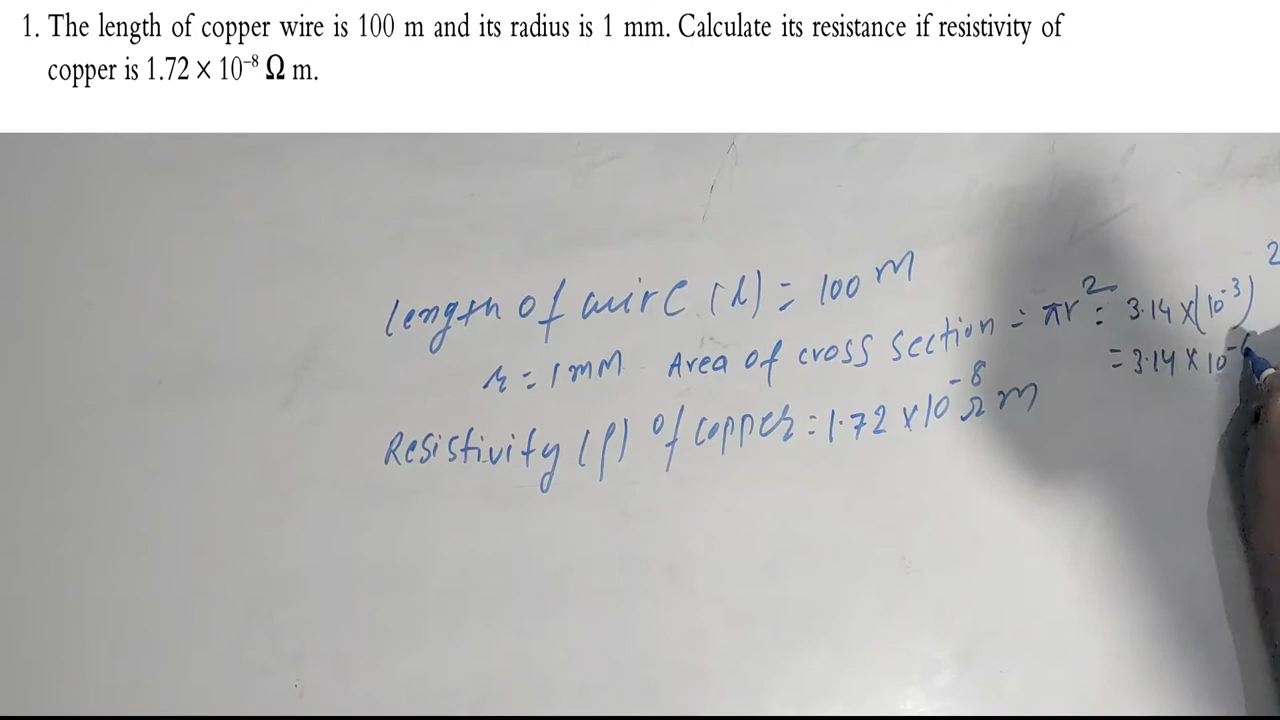 1. The length of copper wire is 100 m and its radius is 1 mm. Calculate its resistance if resistivity of
copper is 1.72 × 10⁻⁸ Ω m.
length of wire (l) = 100 m
r = 1 mm Area of cross section = πr² = 3.14 × (10⁻³)²
= 3.14 × 10⁻
Resistivity (ρ) of copper = 1.72 × 10⁻⁸ Ω m